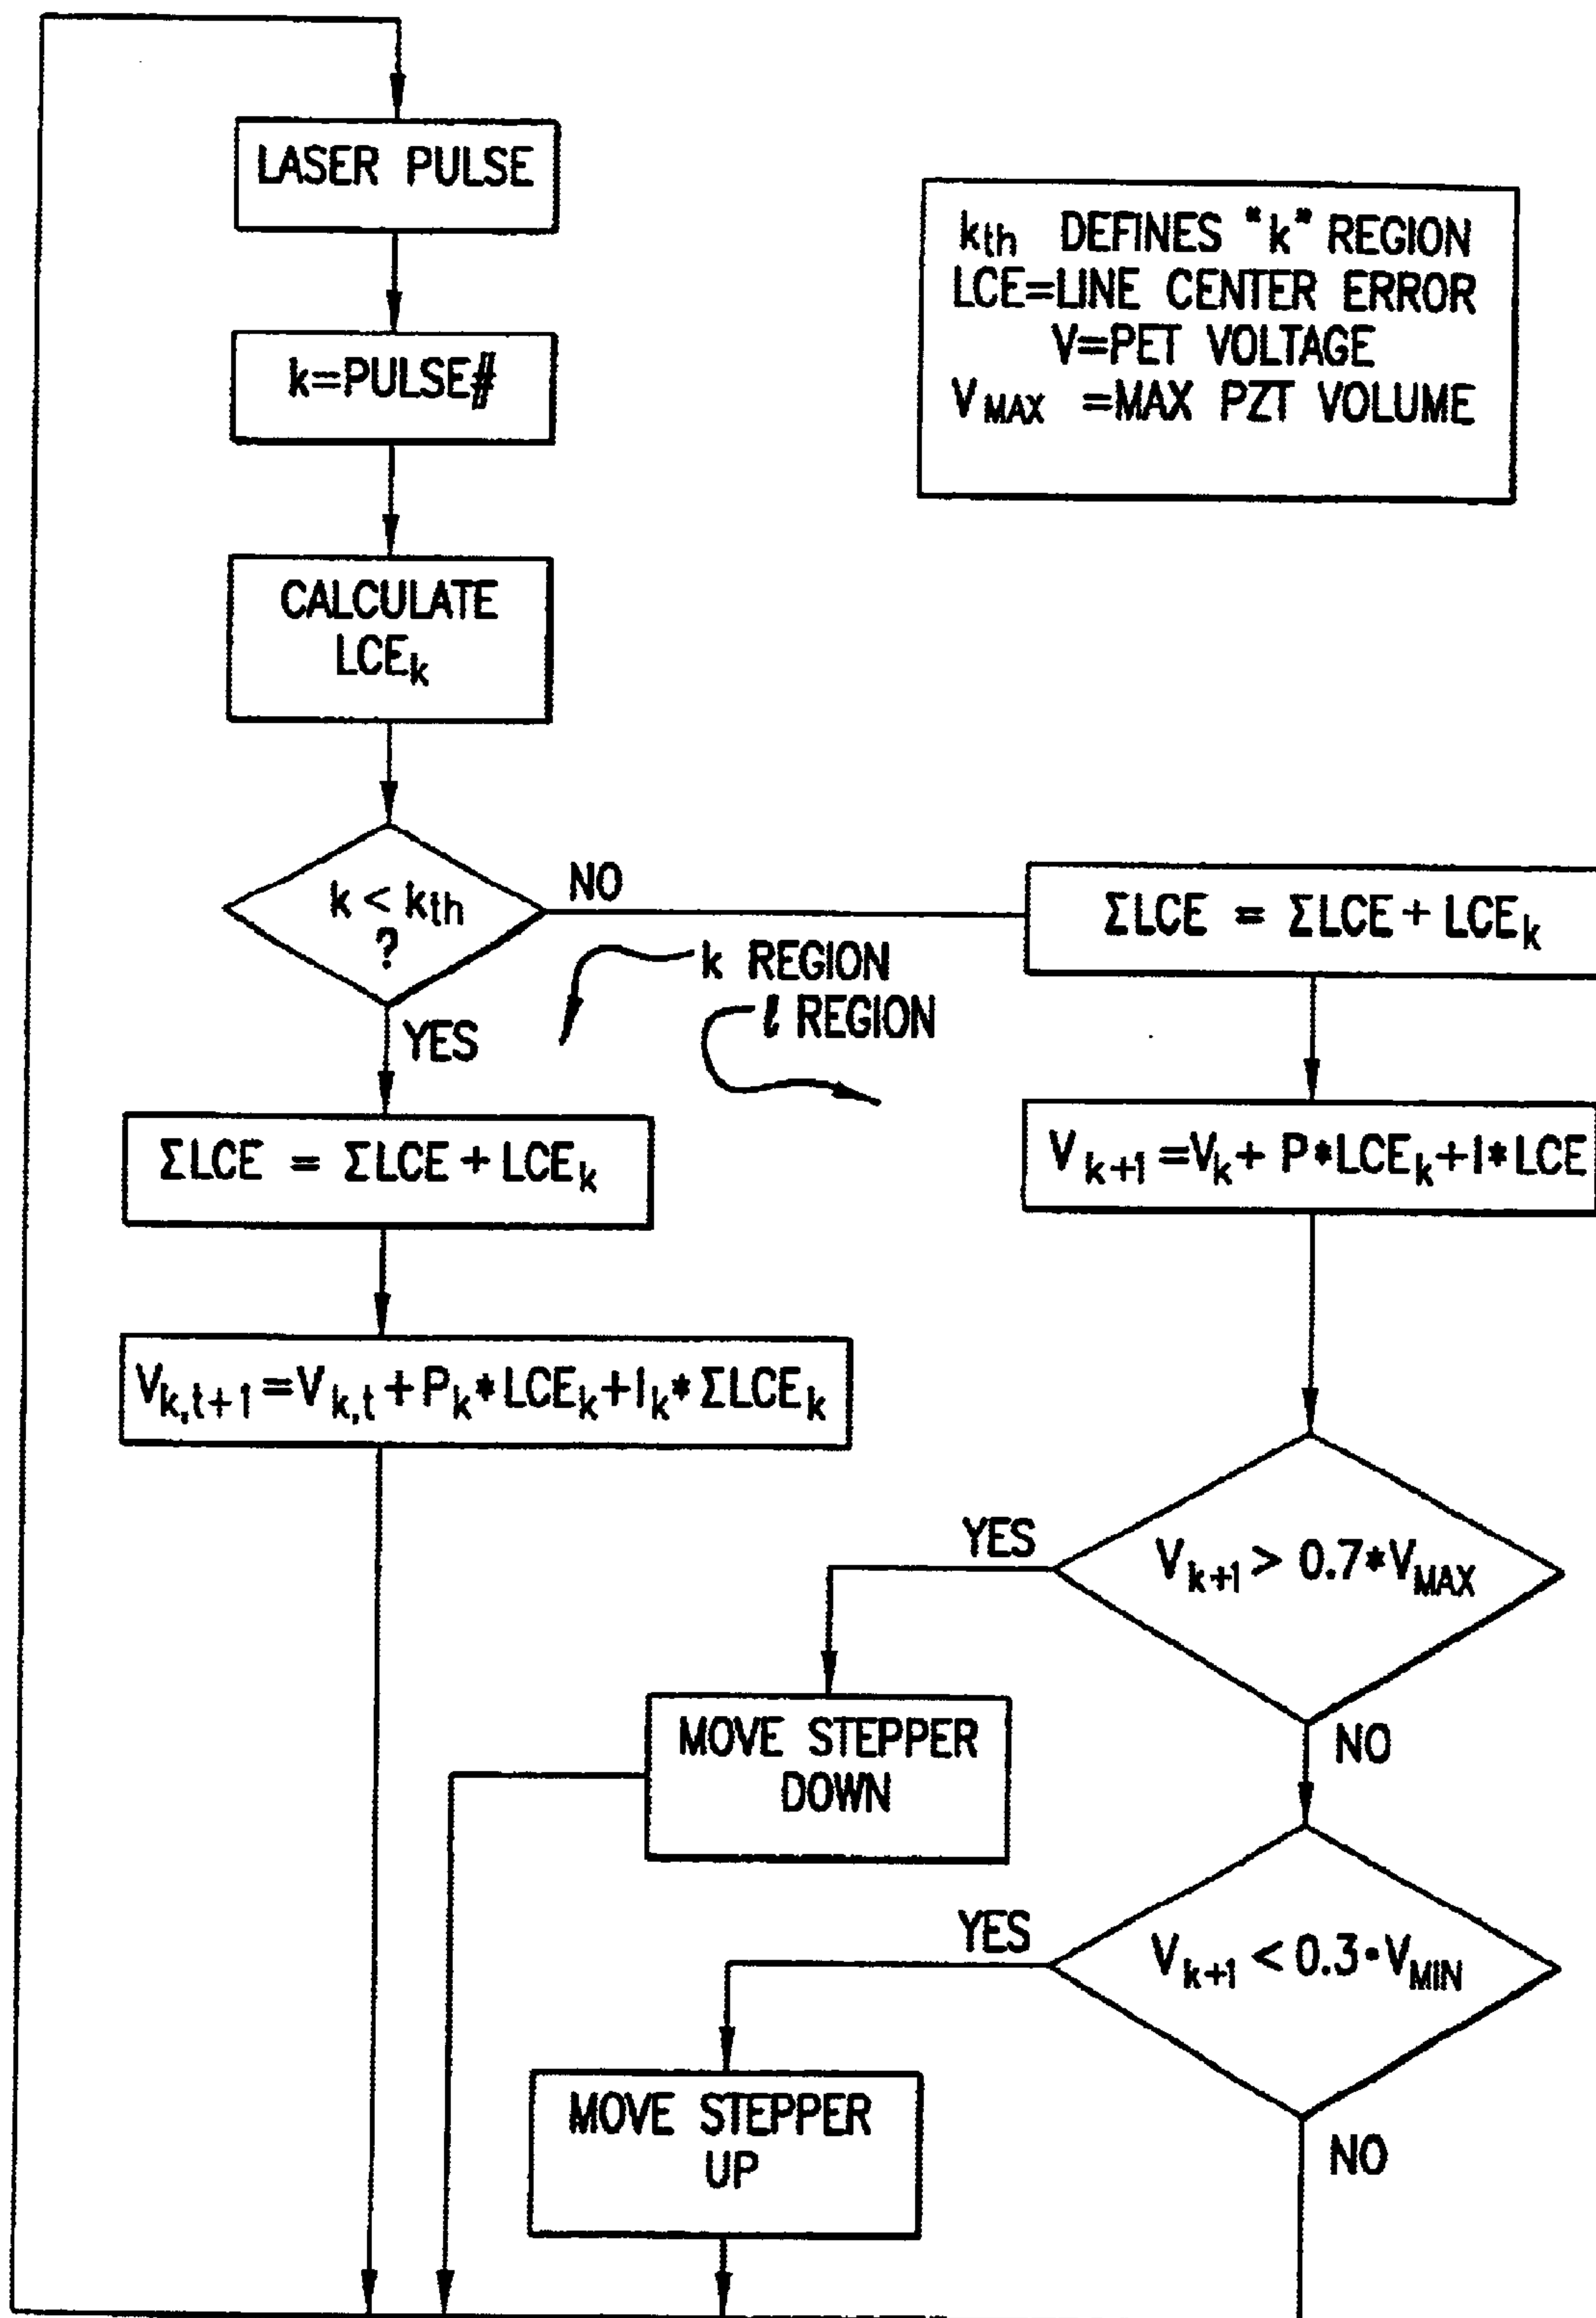 LASER PULSE
k=PULSE#
CALCULATE
LCEk
k < kth
?
NO
YES
k REGION
ℓ REGION
ΣLCE = ΣLCE + LCEk
Vk,t+1 =Vk,t + Pk*LCEk+Ik*ΣLCEk
kth DEFINES "k" REGION
LCE=LINE CENTER ERROR
V=PET VOLTAGE
VMAX =MAX PZT VOLUME
ΣLCE = ΣLCE + LCEk
Vk+1 =Vk+ P*LCEk+I*LCE
Vk+1 > 0.7*VMAX
YES
NO
MOVE STEPPER
DOWN
Vk+1 < 0.3·VMIN
YES
NO
MOVE STEPPER
UP